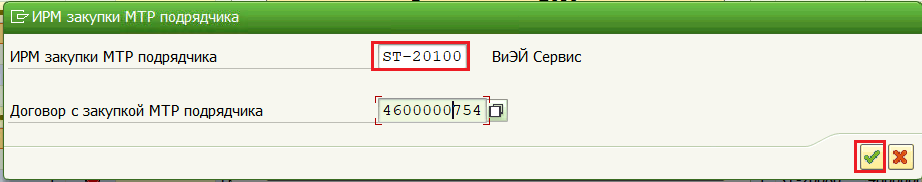 ИРМ закупки МТР подрядчика
ИРМ закупки МТР подрядчика ST-20100 ВиЭЙ Сервис
Договор с закупкой МТР подрядчика 4600000754